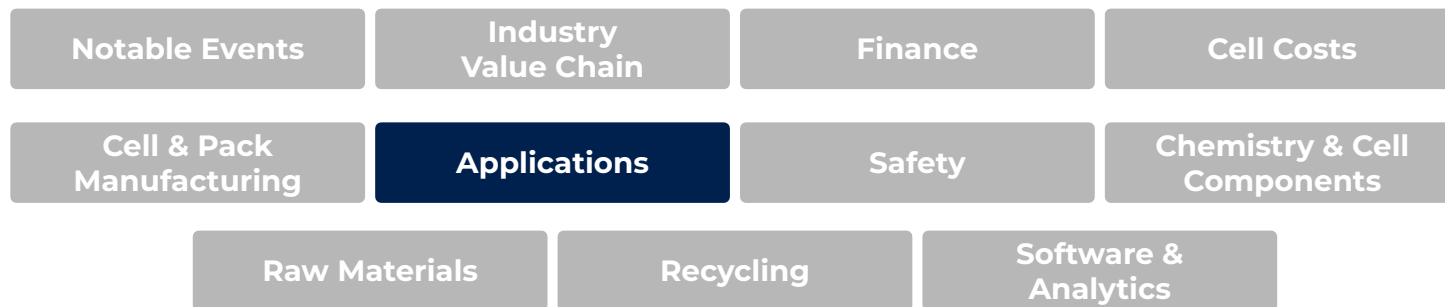 Notable Events
Industry
Value Chain
Finance
Cell Costs
Cell & Pack
Manufacturing
Applications
Safety
Chemistry & Cell
Components
Raw Materials
Recycling
Software &
Analytics